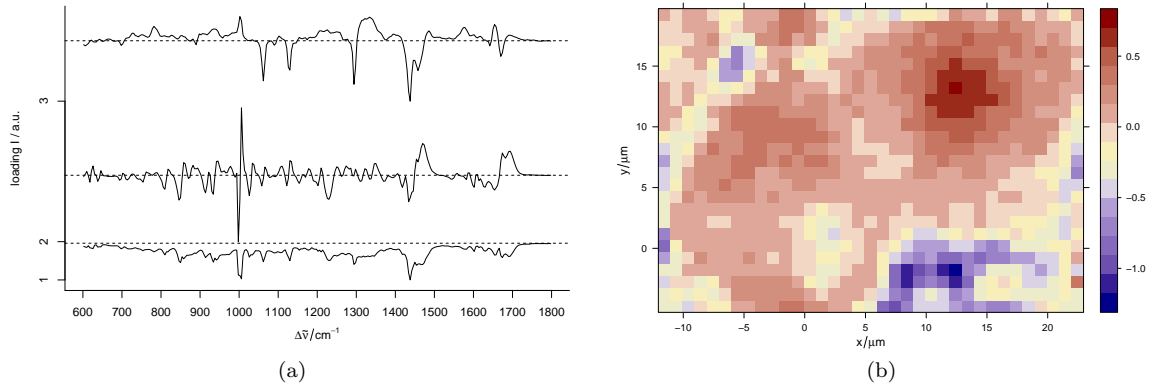 loading I / a.u.
3
2
1
600 700 800 900 1000 1100 1200 1300 1400 1500 1600 1700 1800
Δν̃/cm⁻¹
(a)
y/μm
15
10
5
0
−10 −5 0 5 10 15 20
x/μm
0.5
0.0
−0.5
−1.0
(b)